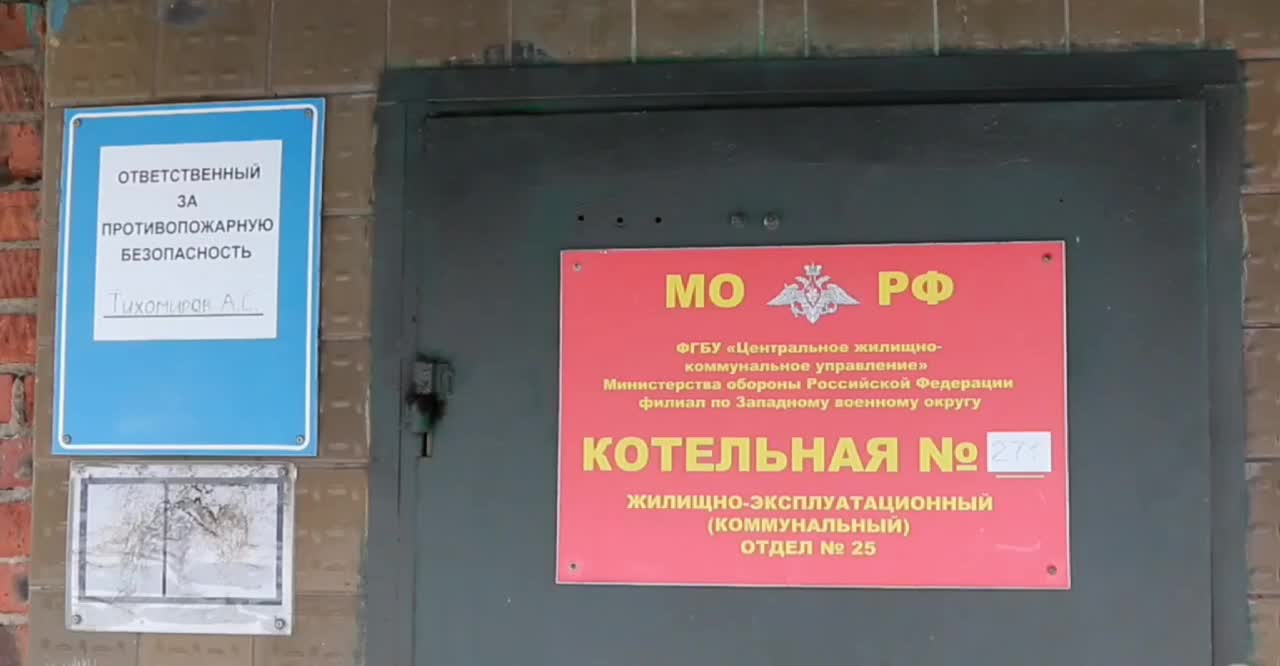 ОТВЕТСТВЕННЫЙ
ЗА
ПРОТИВОПОЖАРНУЮ
БЕЗОПАСНОСТЬ
Тихомиров А.С.
МО РФ
ФГБУ «Центральное жилищно-
коммунальное управление»
Министерства обороны Российской Федерации
филиал по Западному военному округу
КОТЕЛЬНАЯ № 271
ЖИЛИЩНО-ЭКСПЛУАТАЦИОННЫЙ
(КОММУНАЛЬНЫЙ)
ОТДЕЛ № 25